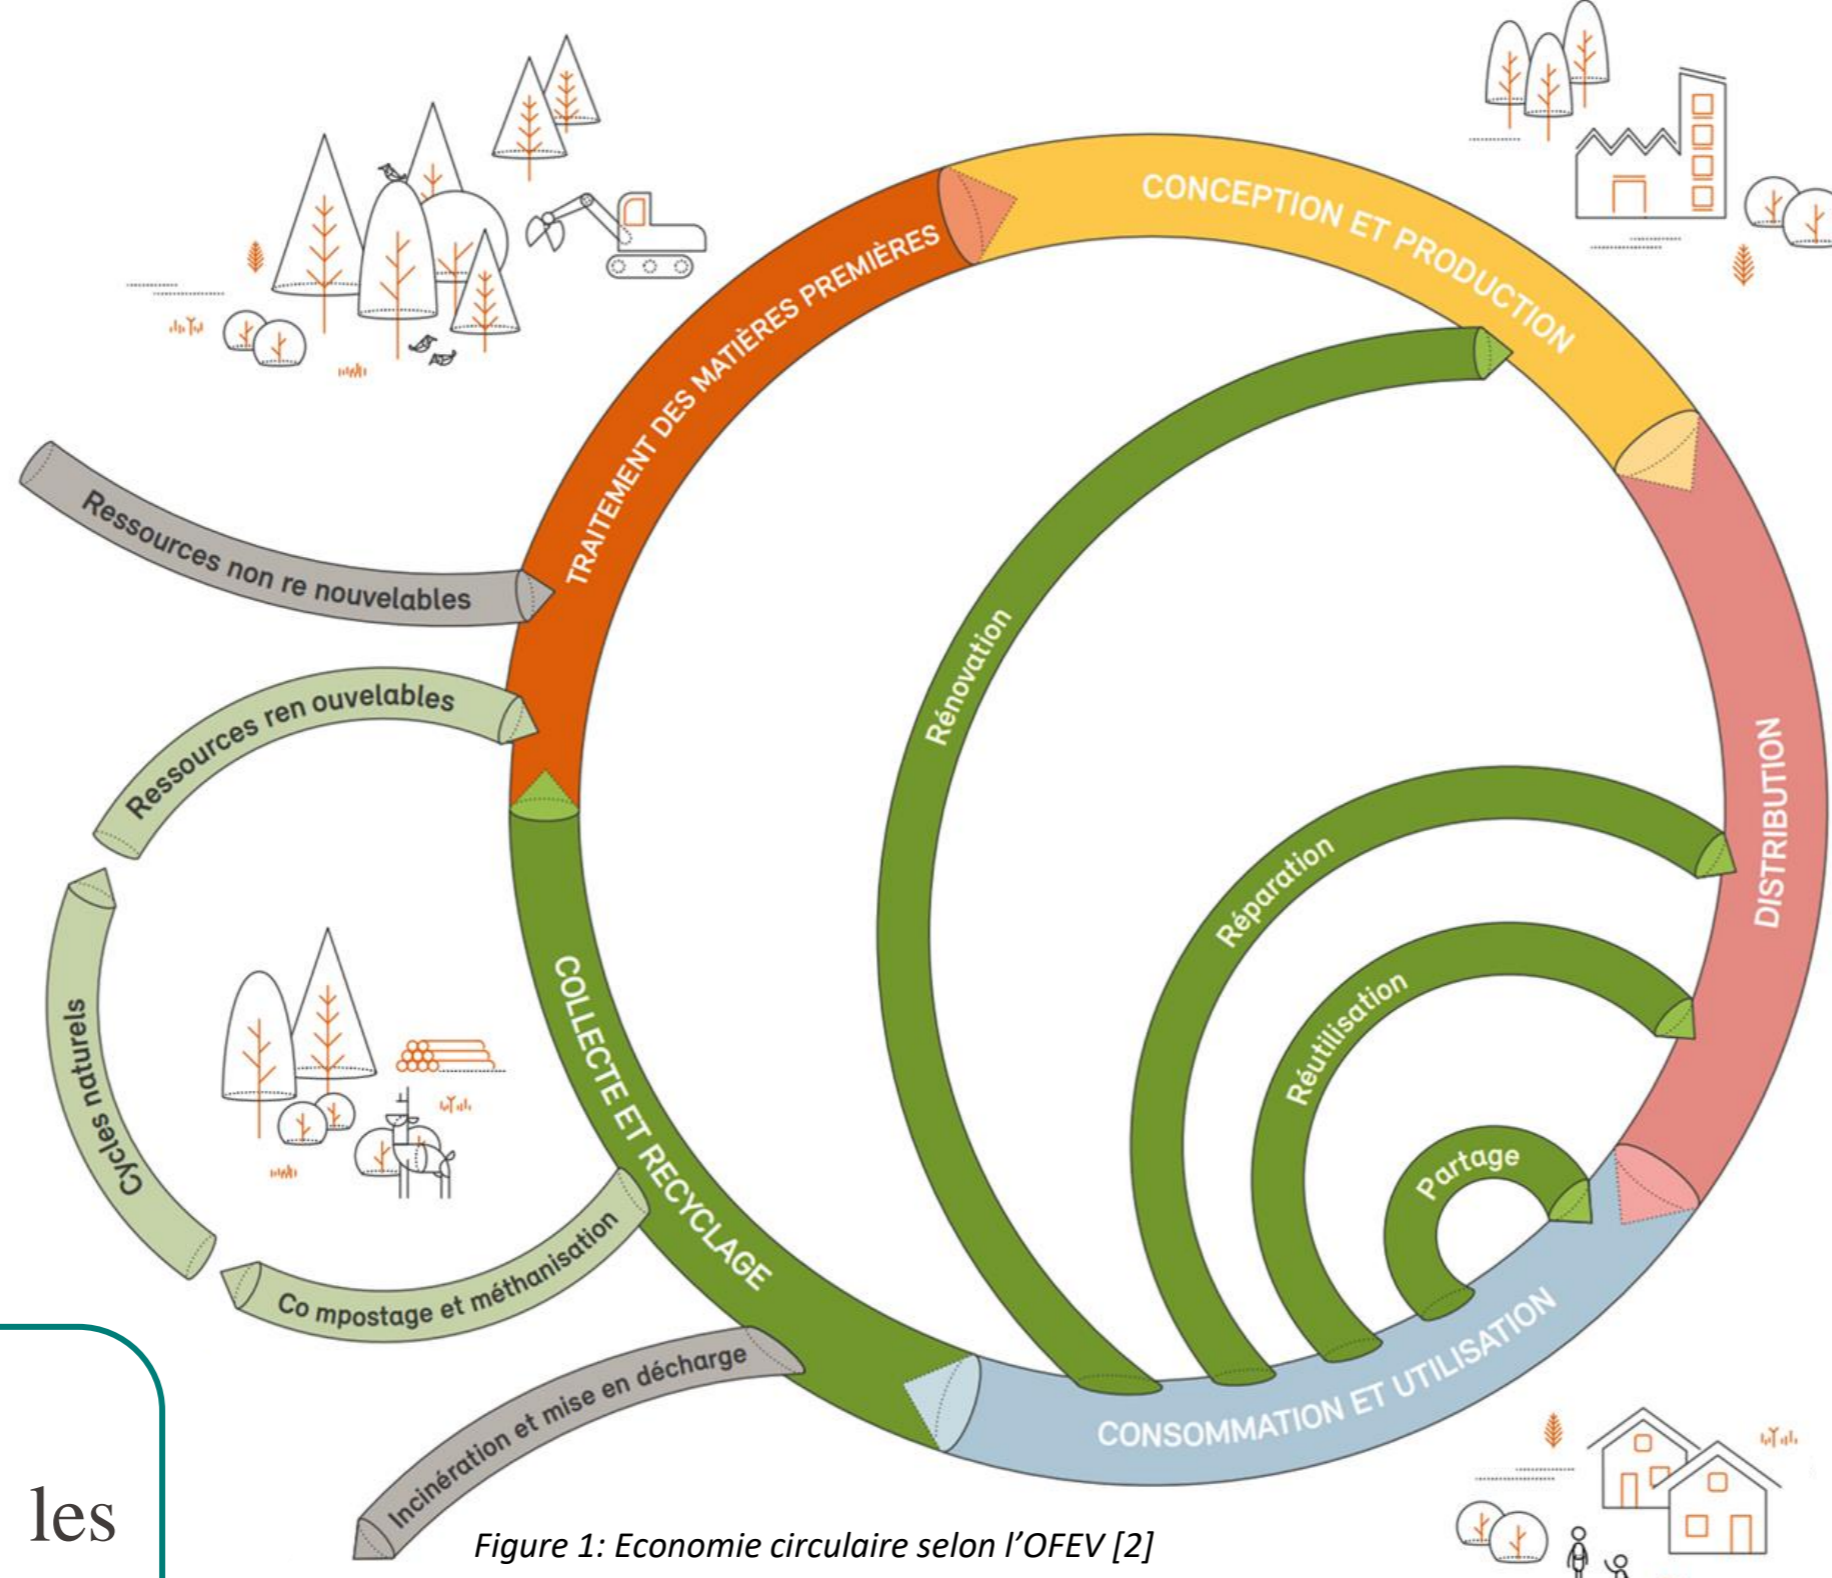 CONCEPTION ET PRODUCTION
TRAITEMENT DES MATIÈRES PREMIÈRES
Ressources non re nouvelables
Rénovation
Ressources ren ouvelables
DISTRIBUTION
Réparation
Réutilisation
COLLECTE ET RECYCLAGE
Cycles naturels
Partage
Co mpostage et méthanisation
CONSOMMATION ET UTILISATION
Incinération et mise en décharge
les
Figure 1: Economie circulaire selon l'OFEV [2]